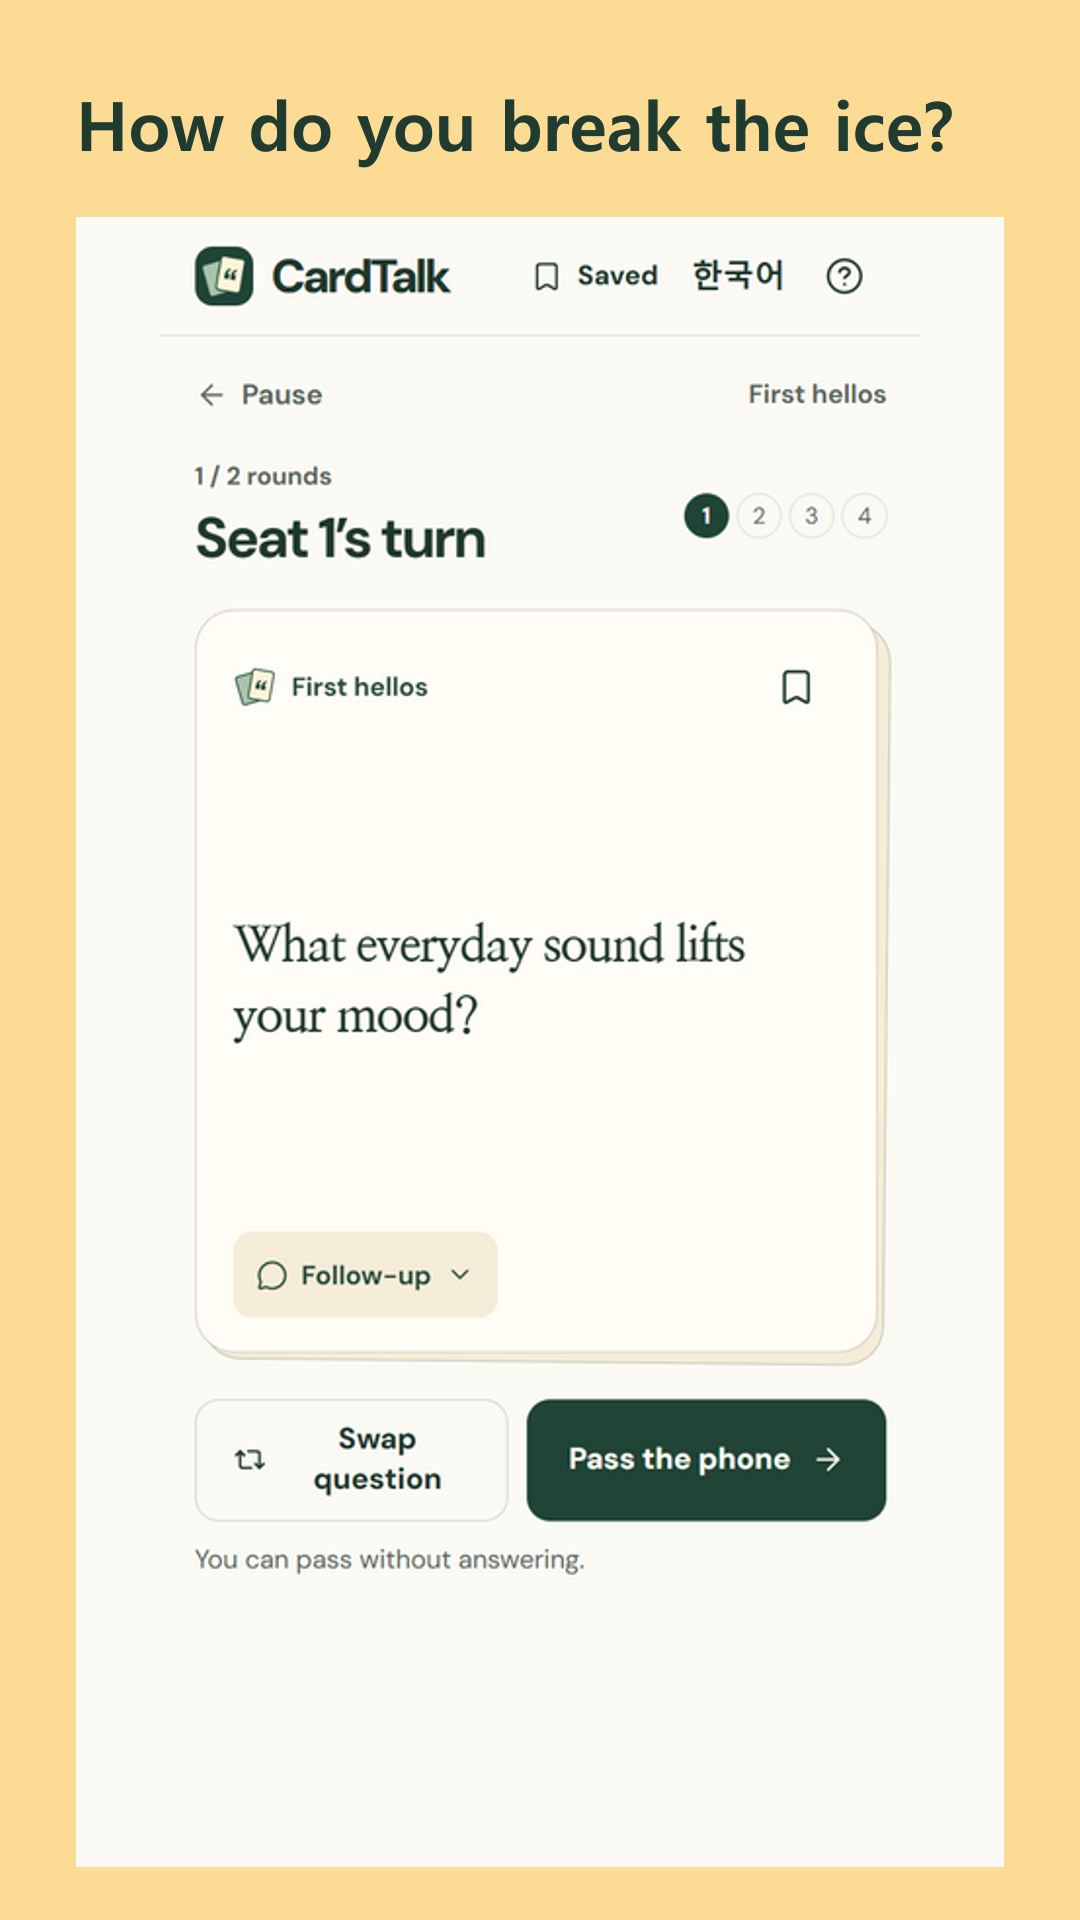 How do you break the ice?
CardTalk
Saved
한국어
Pause
First hellos
1 / 2 rounds
Seat 1's turn
1 2 3 4
First hellos
What everyday sound lifts
your mood?
Follow-up
Swap
question
Pass the phone
You can pass without answering.